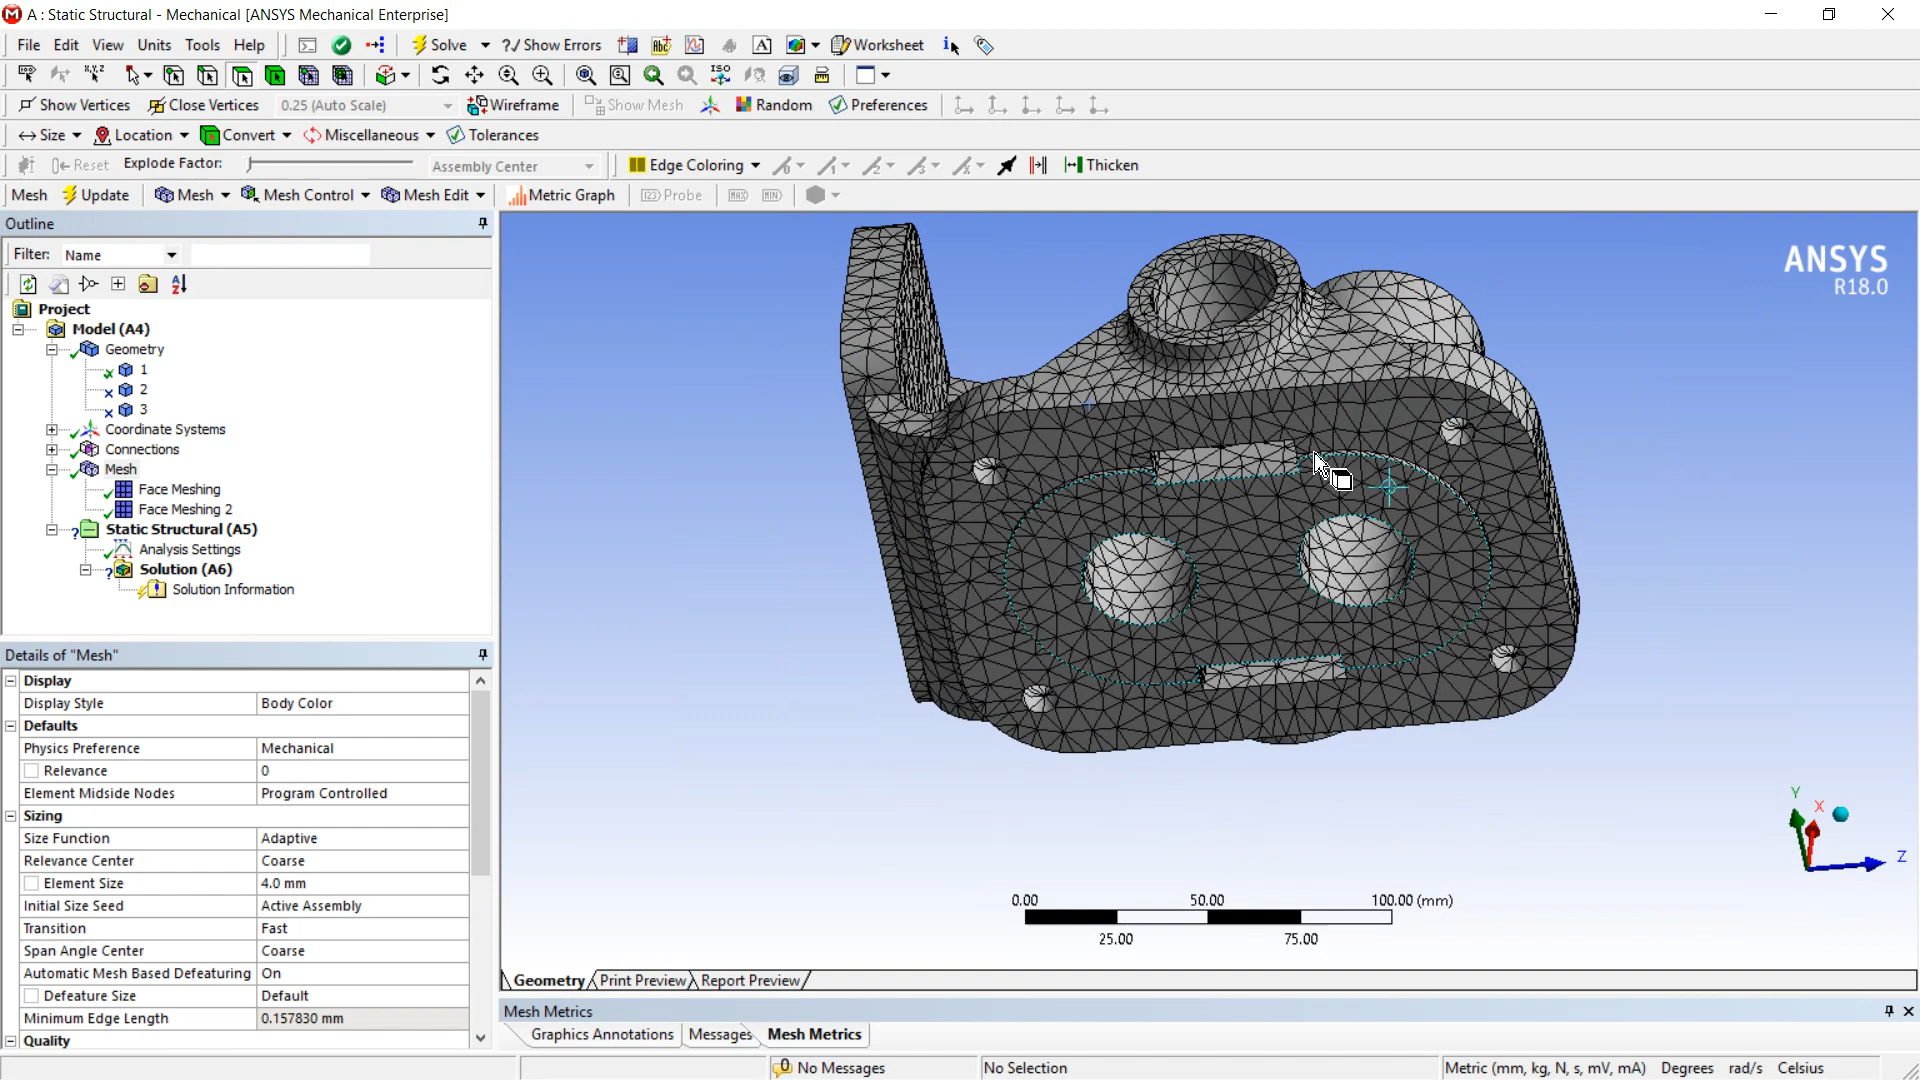 A : Static Structural - Mechanical [ANSYS Mechanical Enterprise]
File Edit View Units Tools Help Solve ?/ Show Errors Worksheet
ISO
Show Vertices Close Vertices 0.25 (Auto Scale) Wireframe Show Mesh Random Preferences
Size Location Convert Miscellaneous Tolerances
Reset Explode Factor: Assembly Center Edge Coloring Thicken
Mesh Update Mesh Mesh Control Mesh Edit Metric Graph Probe MAX MIN
Outline
Filter: Name
Project
Model (A4)
Geometry
1
2
3
Coordinate Systems
Connections
Mesh
Face Meshing
Face Meshing 2
Static Structural (A5)
Analysis Settings
Solution (A6)
Solution Information
Details of "Mesh"
Display
Display Style Body Color
Defaults
Physics Preference Mechanical
Relevance 0
Element Midside Nodes Program Controlled
Sizing
Size Function Adaptive
Relevance Center Coarse
Element Size 4.0 mm
Initial Size Seed Active Assembly
Transition Fast
Span Angle Center Coarse
Automatic Mesh Based Defeaturing On
Defeature Size Default
Minimum Edge Length 0.157830 mm
Quality
ANSYS
R18.0
Y
X
Z
0.00 50.00 100.00 (mm)
25.00 75.00
Geometry Print Preview Report Preview
Mesh Metrics
Graphics Annotations Messages Mesh Metrics
No Messages No Selection Metric (mm, kg, N, s, mV, mA) Degrees rad/s Celsius